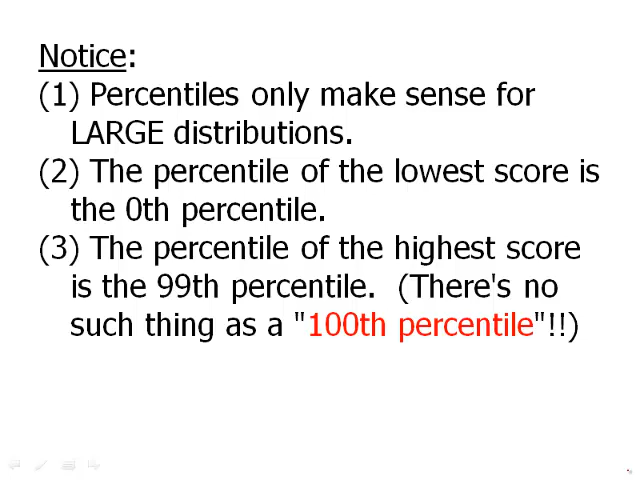 Notice:
(1) Percentiles only make sense for
LARGE distributions.
(2) The percentile of the lowest score is
the 0th percentile.
(3) The percentile of the highest score
is the 99th percentile. (There's no
such thing as a "100th percentile"!!)